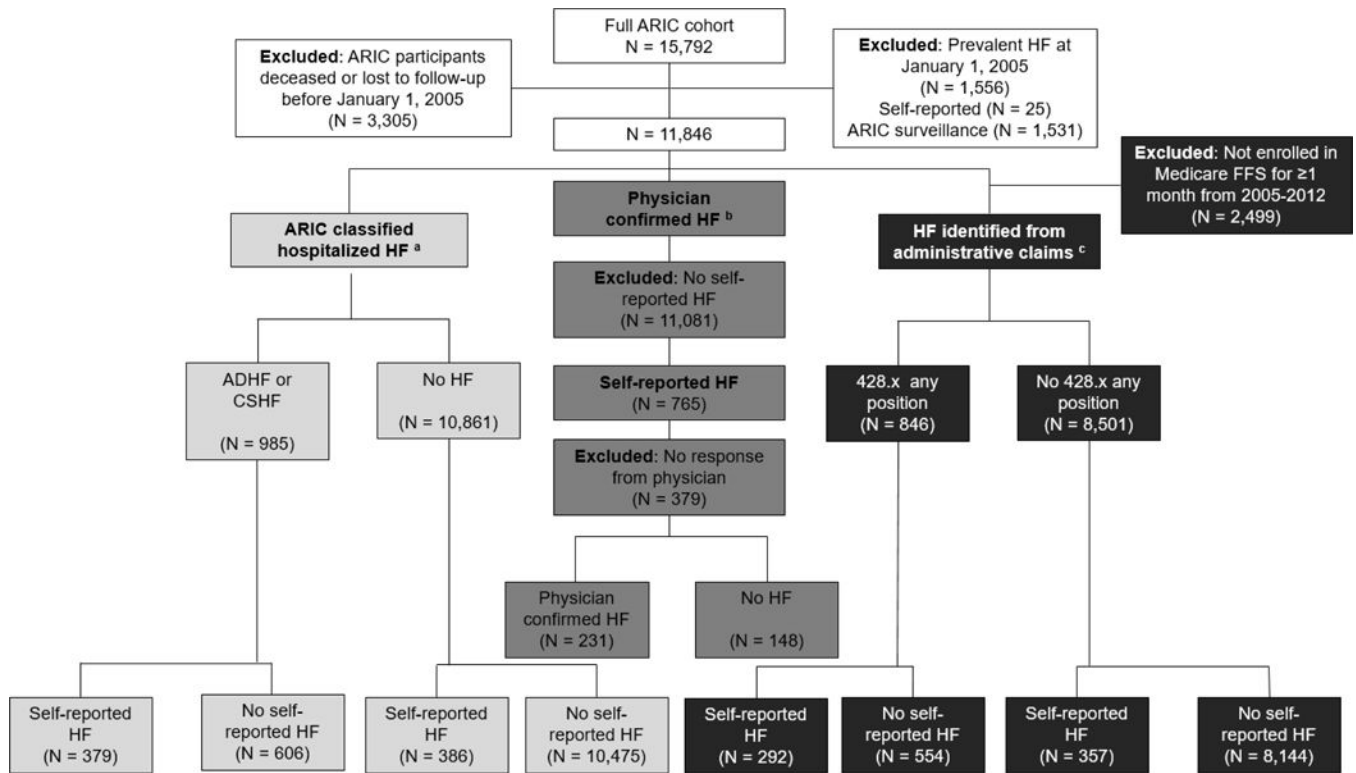 Full ARIC cohort
N = 15,792
Excluded: ARIC participants
deceased or lost to follow-up
before January 1, 2005
(N = 3,305)
Excluded: Prevalent HF at
January 1, 2005
(N = 1,556)
Self-reported (N = 25)
ARIC surveillance (N = 1,531)
N = 11,846
Excluded: Not enrolled in
Medicare FFS for ≥1
month from 2005-2012
(N = 2,499)
ARIC classified
hospitalized HF a
Physician
confirmed HF b
HF identified from
administrative claims c
Excluded: No self-
reported HF
(N = 11,081)
ADHF or
CSHF
(N = 985)
No HF
(N = 10,861)
Self-reported HF
(N = 765)
428.x any
position
(N = 846)
No 428.x any
position
(N = 8,501)
Excluded: No response
from physician
(N = 379)
Physician
confirmed HF
(N = 231)
No HF
(N = 148)
Self-reported
HF
(N = 379)
No self-
reported HF
(N = 606)
Self-reported
HF
(N = 386)
No self-
reported HF
(N = 10,475)
Self-reported
HF
(N = 292)
No self-
reported HF
(N = 554)
Self-reported
HF
(N = 357)
No self-
reported HF
(N = 8,144)